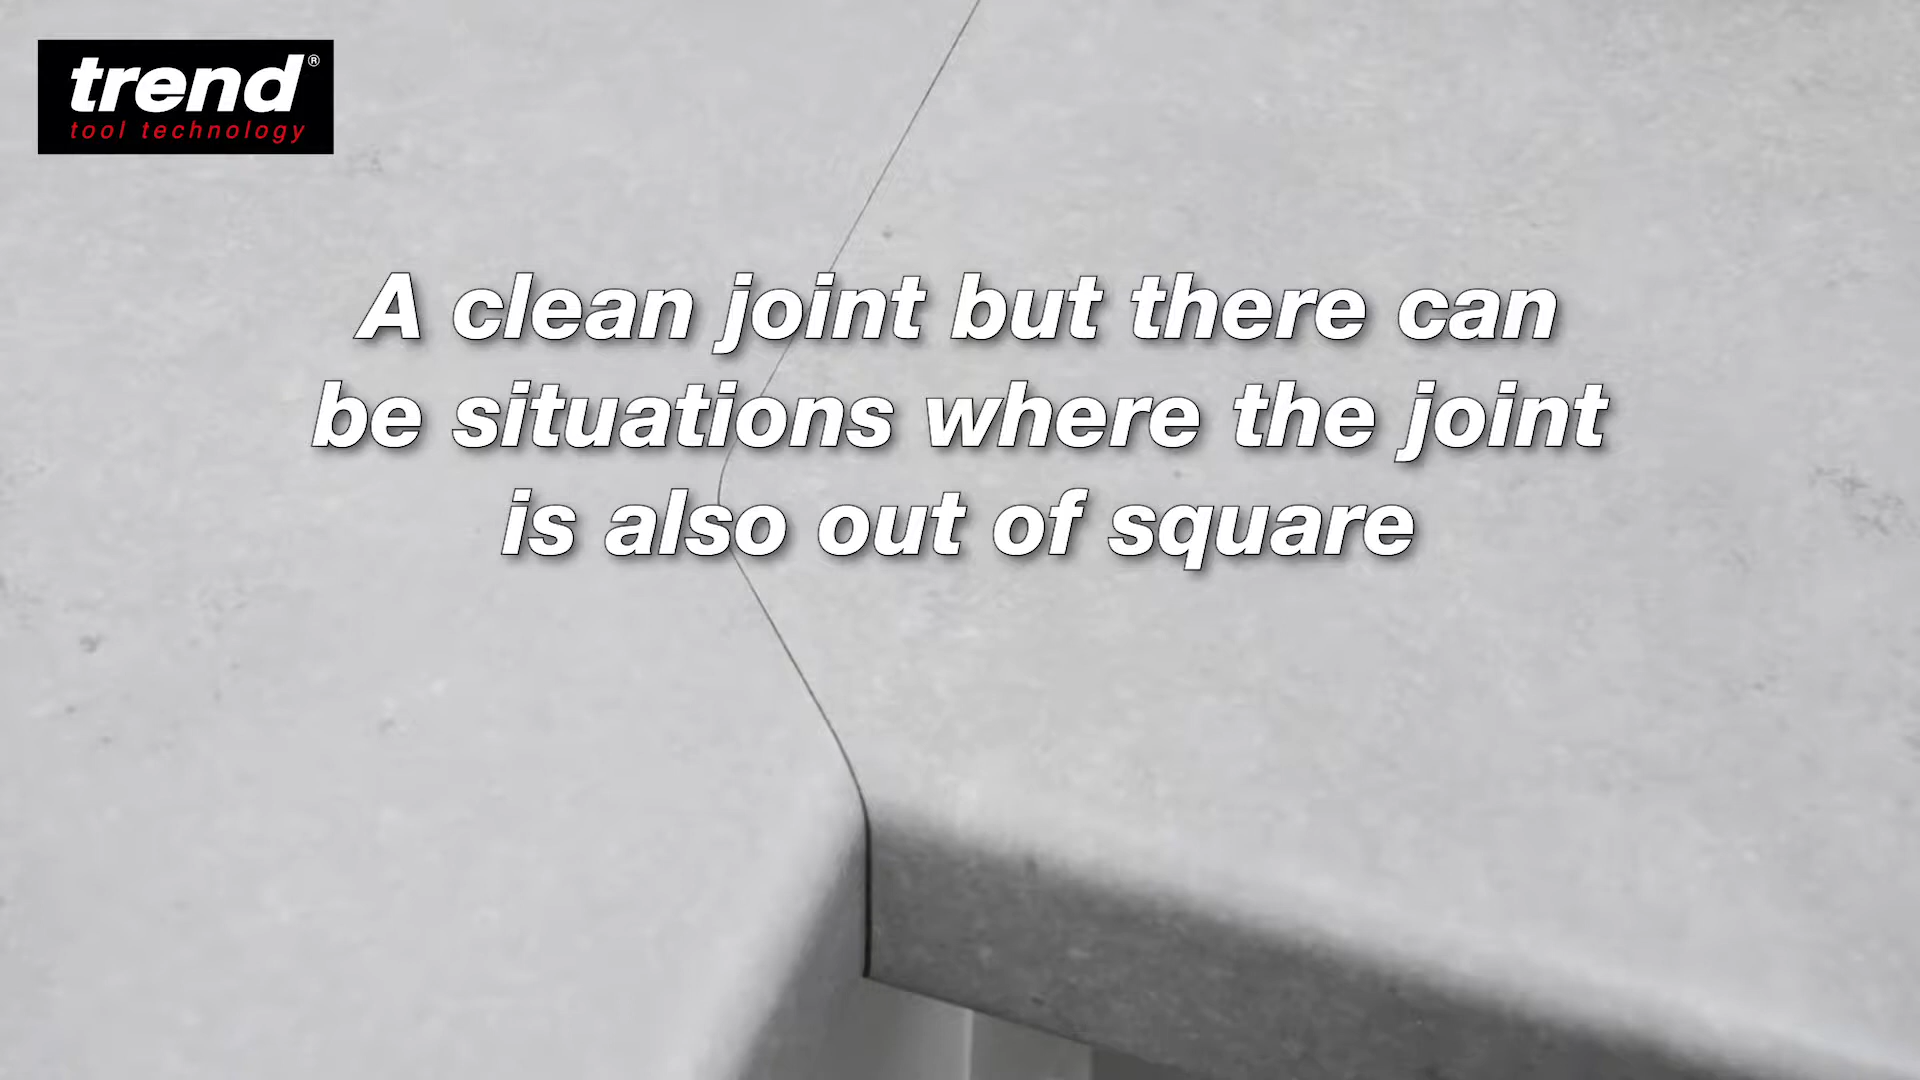 trend®
tool technology
A clean joint but there can
be situations where the joint
is also out of square